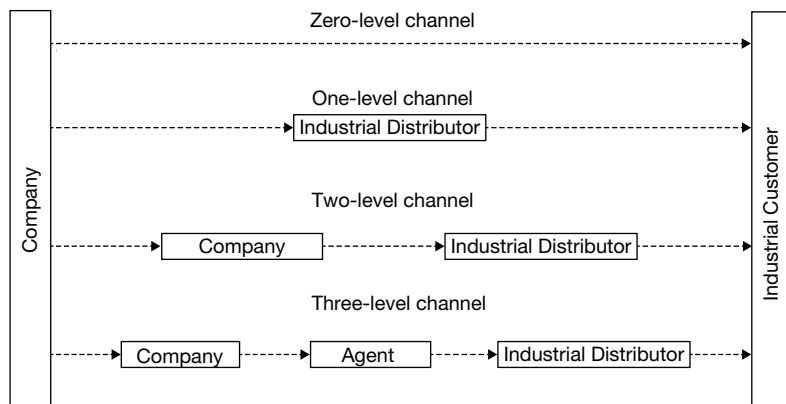 Zero-level channel
One-level channel
Industrial Distributor
Two-level channel
Company
Industrial Distributor
Three-level channel
Company
Agent
Industrial Distributor
Company
Industrial Customer